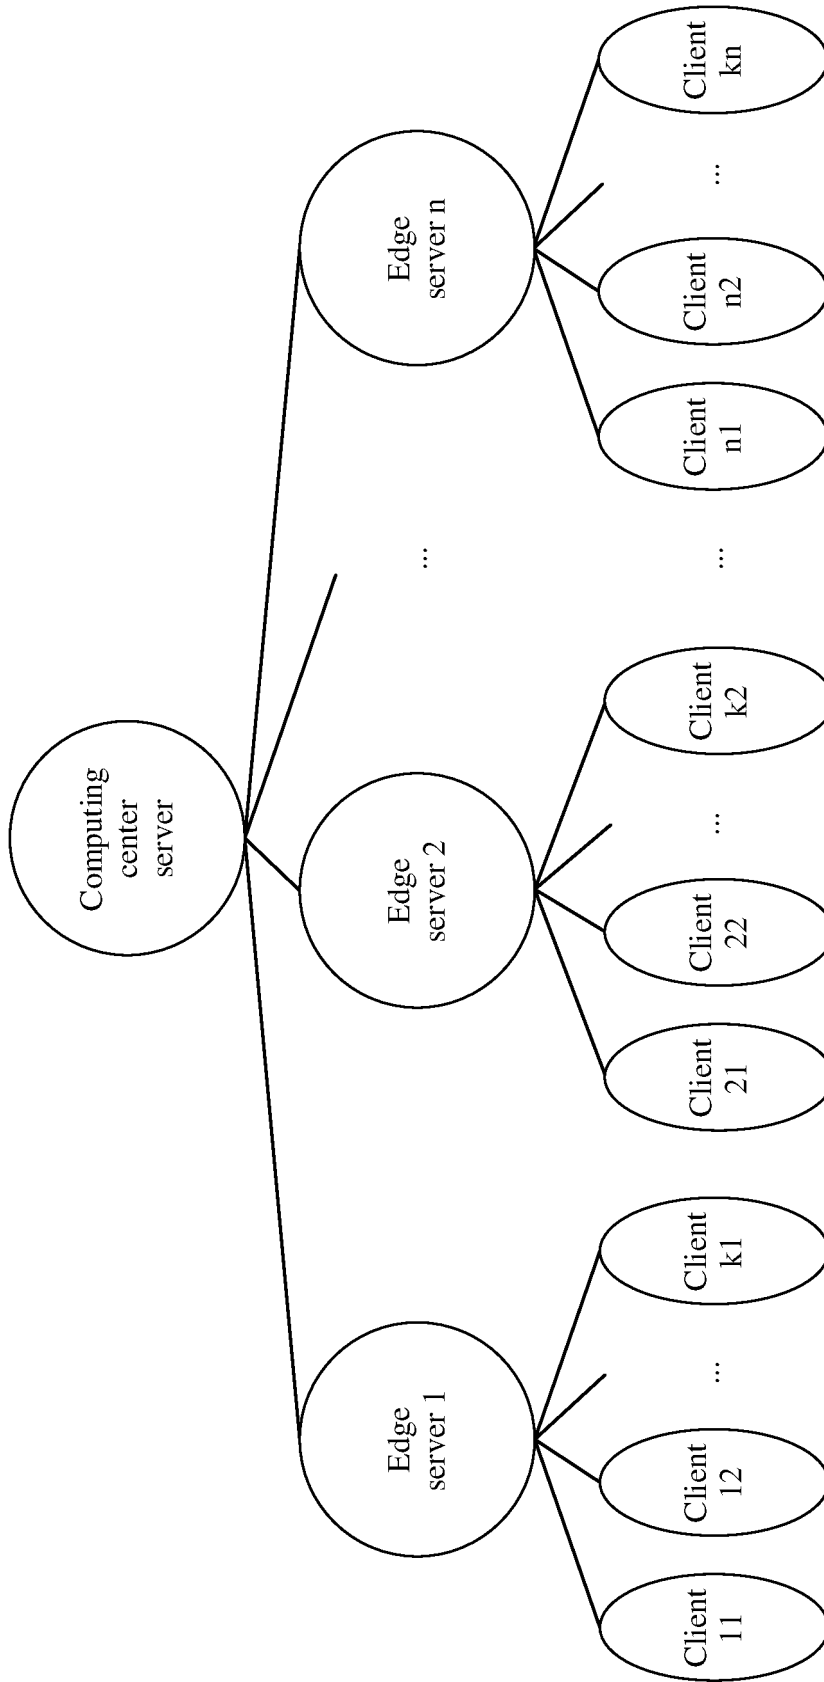 Computing
center
server
Edge
server 1
Edge
server 2
...
Edge
server n
Client
11
Client
12
...
Client
k1
Client
21
Client
22
...
Client
k2
...
Client
n1
Client
n2
...
Client
kn